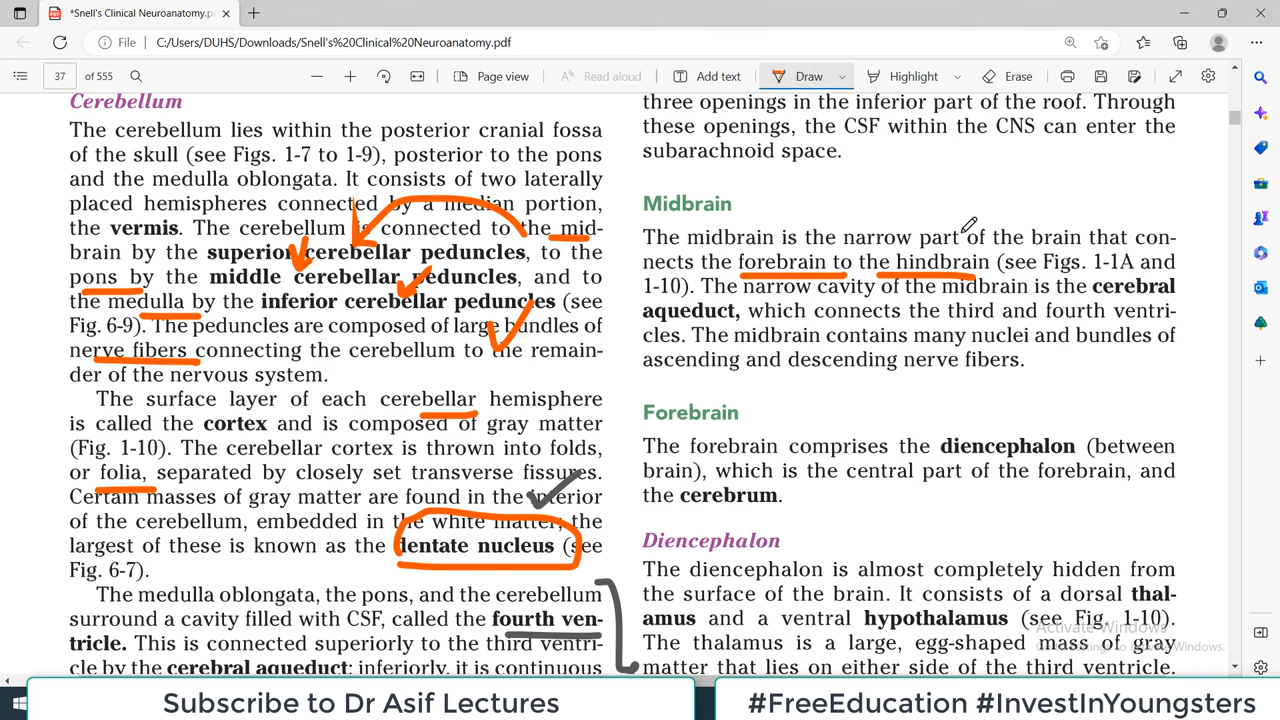 *Snell's Clinical Neuroanatomy.p
File
C:/Users/DUHS/Downloads/Snell's%20Clinical%20Neuroanatomy.pdf
37
of 555
Page view
Read aloud
Add text
Draw
Highlight
Erase
Cerebellum
The cerebellum lies within the posterior cranial fossa
of the skull (see Figs. 1-7 to 1-9), posterior to the pons
and the medulla oblongata. It consists of two laterally
placed hemispheres connected by a median portion,
the vermis. The cerebellum is connected to the mid-
brain by the superior cerebellar peduncles, to the
pons by the middle cerebellar peduncles, and to
the medulla by the inferior cerebellar peduncles (see
Fig. 6-9). The peduncles are composed of large bundles of
nerve fibers connecting the cerebellum to the remain-
der of the nervous system.
The surface layer of each cerebellar hemisphere
is called the cortex and is composed of gray matter
(Fig. 1-10). The cerebellar cortex is thrown into folds,
or folia, separated by closely set transverse fissures.
Certain masses of gray matter are found in the interior
of the cerebellum, embedded in the white matter; the
largest of these is known as the dentate nucleus (see
Fig. 6-7).
The medulla oblongata, the pons, and the cerebellum
surround a cavity filled with CSF, called the fourth ven-
tricle. This is connected superiorly to the third ventri-
cle by the cerebral aqueduct; inferiorly, it is continuous
three openings in the inferior part of the roof. Through
these openings, the CSF within the CNS can enter the
subarachnoid space.
Midbrain
The midbrain is the narrow part of the brain that con-
nects the forebrain to the hindbrain (see Figs. 1-1A and
1-10). The narrow cavity of the midbrain is the cerebral
aqueduct, which connects the third and fourth ventri-
cles. The midbrain contains many nuclei and bundles of
ascending and descending nerve fibers.
Forebrain
The forebrain comprises the diencephalon (between
brain), which is the central part of the forebrain, and
the cerebrum.
Diencephalon
The diencephalon is almost completely hidden from
the surface of the brain. It consists of a dorsal thal-
amus and a ventral hypothalamus (see Fig. 1-10).
The thalamus is a large, egg-shaped mass of gray
matter that lies on either side of the third ventricle.
Activate Windows
Go to Settings to activate Windows.
Subscribe to Dr Asif Lectures
#FreeEducation #InvestInYoungsters